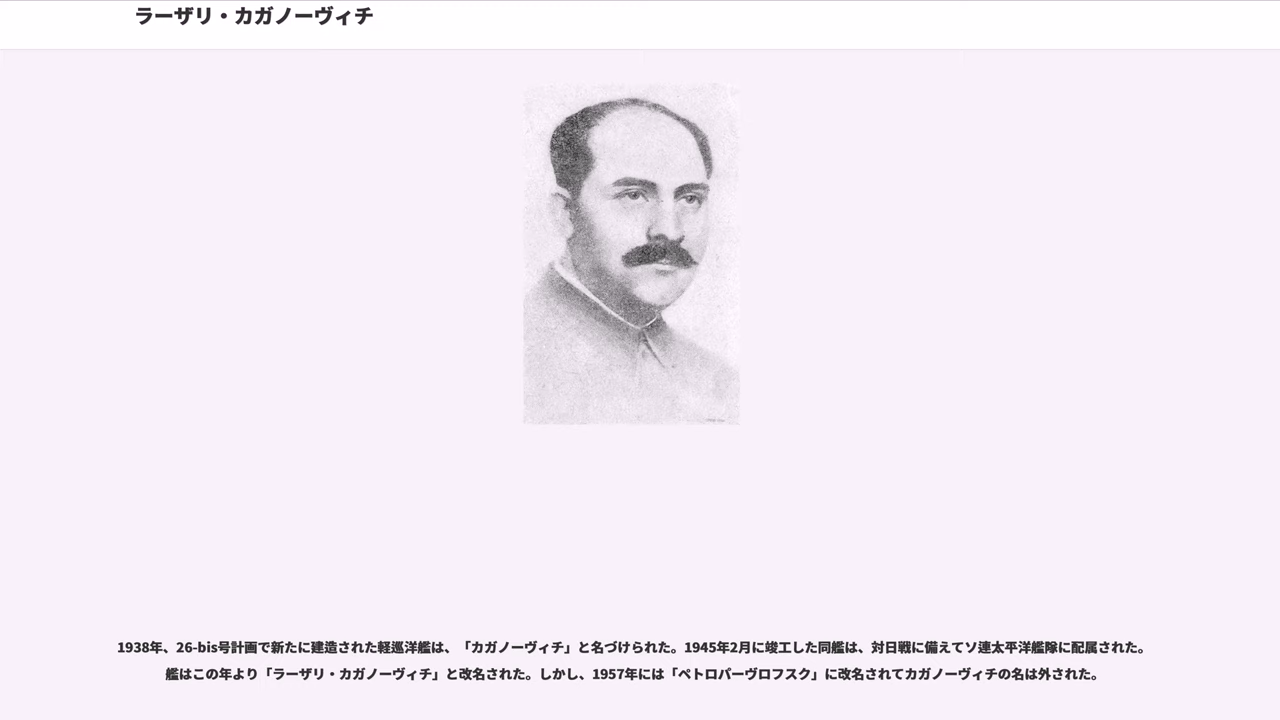 ラーザリ・カガノーヴィチ
1938年、26-bis号計画で新たに建造された軽巡洋艦は、「カガノーヴィチ」と名づけられた。1945年2月に竣工した同艦は、対日戦に備えてソ連太平洋艦隊に配属された。
艦はこの年より「ラーザリ・カガノーヴィチ」と改名された。しかし、1957年には「ペトロパーヴロフスク」に改名されてカガノーヴィチの名は外された。